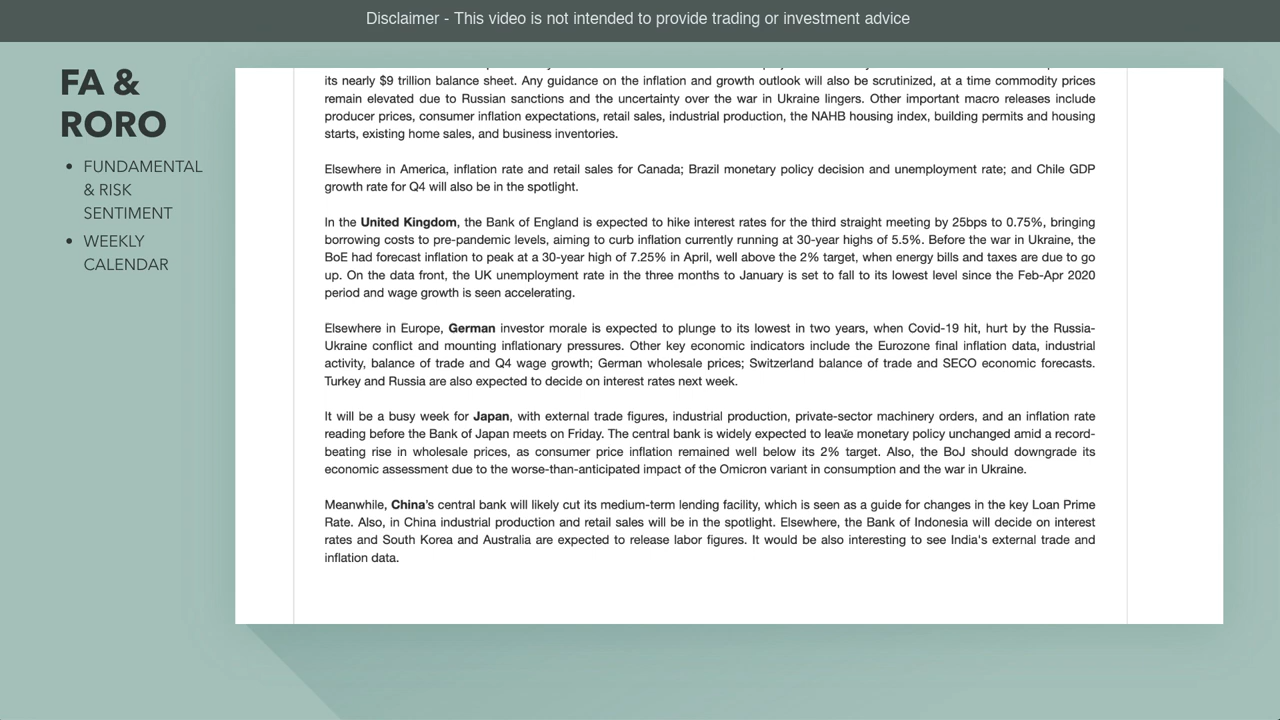 Disclaimer - This video is not intended to provide trading or investment advice
FA &
RORO
• FUNDAMENTAL
& RISK
SENTIMENT
• WEEKLY
CALENDAR
its nearly $9 trillion balance sheet. Any guidance on the inflation and growth outlook will also be scrutinized, at a time commodity prices
remain elevated due to Russian sanctions and the uncertainty over the war in Ukraine lingers. Other important macro releases include
producer prices, consumer inflation expectations, retail sales, industrial production, the NAHB housing index, building permits and housing
starts, existing home sales, and business inventories.
Elsewhere in America, inflation rate and retail sales for Canada; Brazil monetary policy decision and unemployment rate; and Chile GDP
growth rate for Q4 will also be in the spotlight.
In the United Kingdom, the Bank of England is expected to hike interest rates for the third straight meeting by 25bps to 0.75%, bringing
borrowing costs to pre-pandemic levels, aiming to curb inflation currently running at 30-year highs of 5.5%. Before the war in Ukraine, the
BoE had forecast inflation to peak at a 30-year high of 7.25% in April, well above the 2% target, when energy bills and taxes are due to go
up. On the data front, the UK unemployment rate in the three months to January is set to fall to its lowest level since the Feb-Apr 2020
period and wage growth is seen accelerating.
Elsewhere in Europe, German investor morale is expected to plunge to its lowest in two years, when Covid-19 hit, hurt by the Russia-
Ukraine conflict and mounting inflationary pressures. Other key economic indicators include the Eurozone final inflation data, industrial
activity, balance of trade and Q4 wage growth; German wholesale prices; Switzerland balance of trade and SECO economic forecasts.
Turkey and Russia are also expected to decide on interest rates next week.
It will be a busy week for Japan, with external trade figures, industrial production, private-sector machinery orders, and an inflation rate
reading before the Bank of Japan meets on Friday. The central bank is widely expected to leave monetary policy unchanged amid a record-
beating rise in wholesale prices, as consumer price inflation remained well below its 2% target. Also, the BoJ should downgrade its
economic assessment due to the worse-than-anticipated impact of the Omicron variant in consumption and the war in Ukraine.
Meanwhile, China's central bank will likely cut its medium-term lending facility, which is seen as a guide for changes in the key Loan Prime
Rate. Also, in China industrial production and retail sales will be in the spotlight. Elsewhere, the Bank of Indonesia will decide on interest
rates and South Korea and Australia are expected to release labor figures. It would be also interesting to see India's external trade and
inflation data.